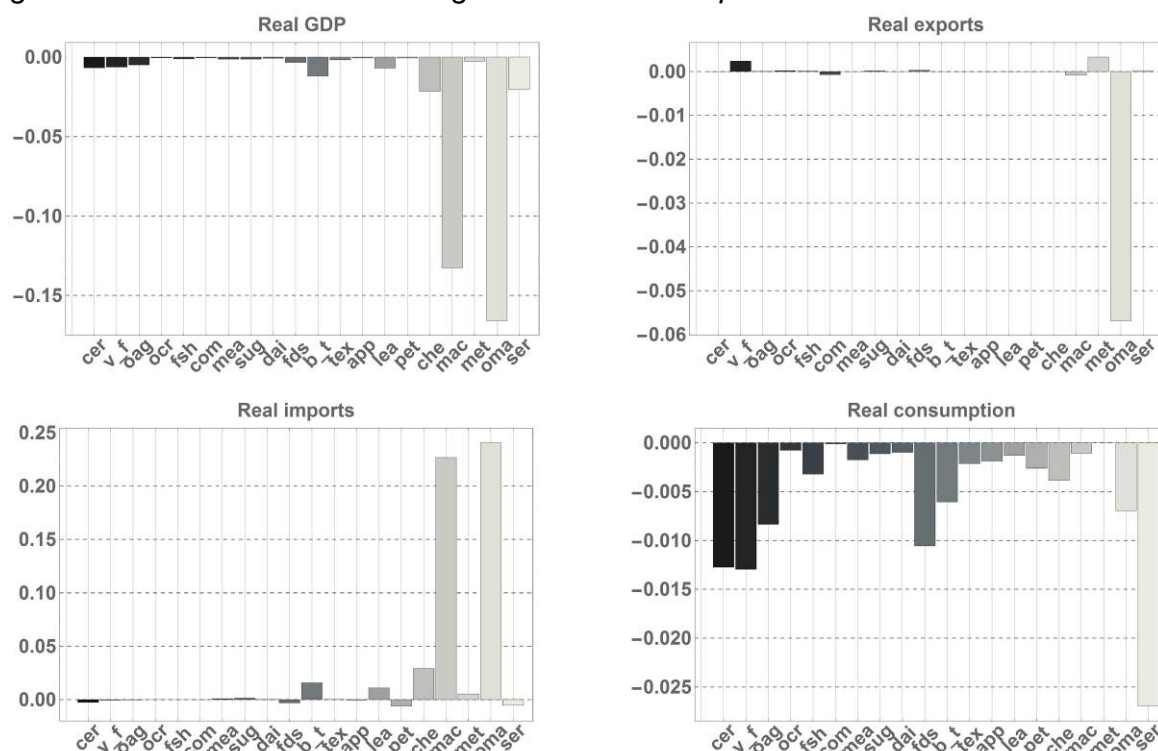 Real GDP
0.00
−0.05
−0.10
−0.15
cer v_f oag ocr fsh com mea sug dai fds b_t tex app lea pet che mac met oma ser
Real exports
0.00
−0.01
−0.02
−0.03
−0.04
−0.05
−0.06
cer v_f oag ocr fsh com mea sug dai fds b_t tex app lea pet che mac met oma ser
Real imports
0.25
0.20
0.15
0.10
0.05
0.00
cer v_f oag ocr fsh com mea sug dai fds b_t tex app lea pet che mac met oma ser
Real consumption
0.000
−0.005
−0.010
−0.015
−0.020
−0.025
cer v_f oag ocr fsh com mea sug dai fds b_t tex app lea pet che mac met oma ser